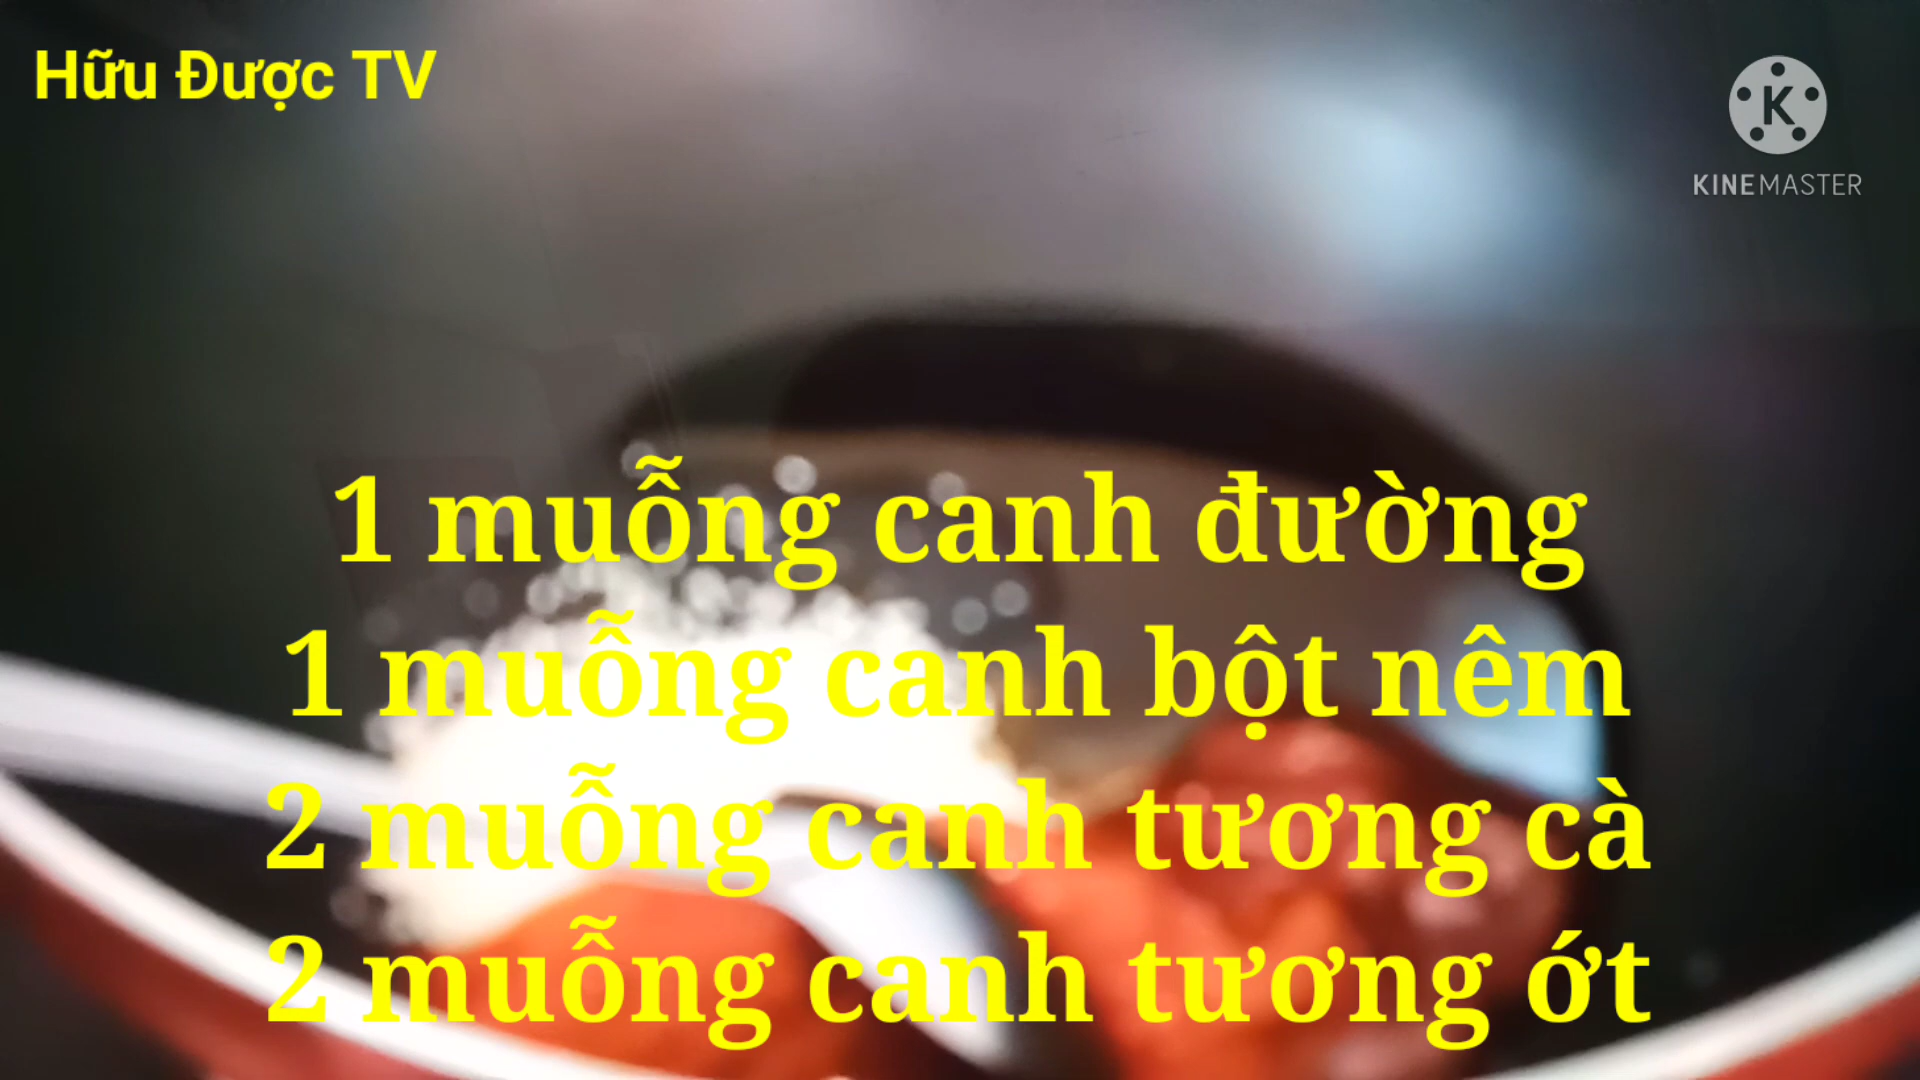 Hữu Được TV
K
KINEMASTER
1 muỗng canh đường
1 muỗng canh bột nêm
2 muỗng canh tương cà
2 muỗng canh tương ớt